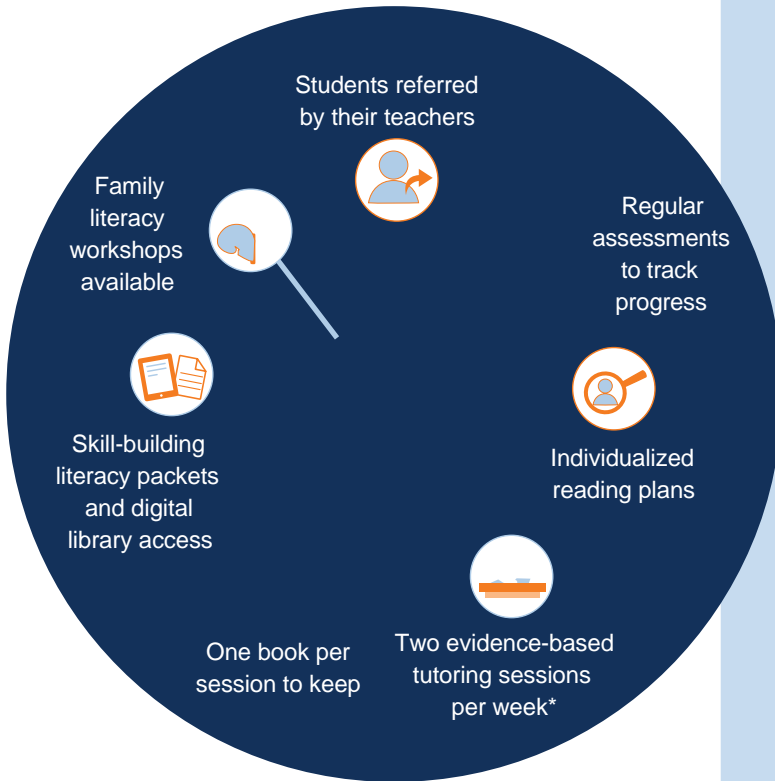 Students referred
by their teachers
Family
literacy
workshops
available
Regular
assessments
to track
progress
Skill-building
literacy packets
and digital
library access
Individualized
reading plans
One book per
session to keep
Two evidence-based
tutoring sessions
per week*